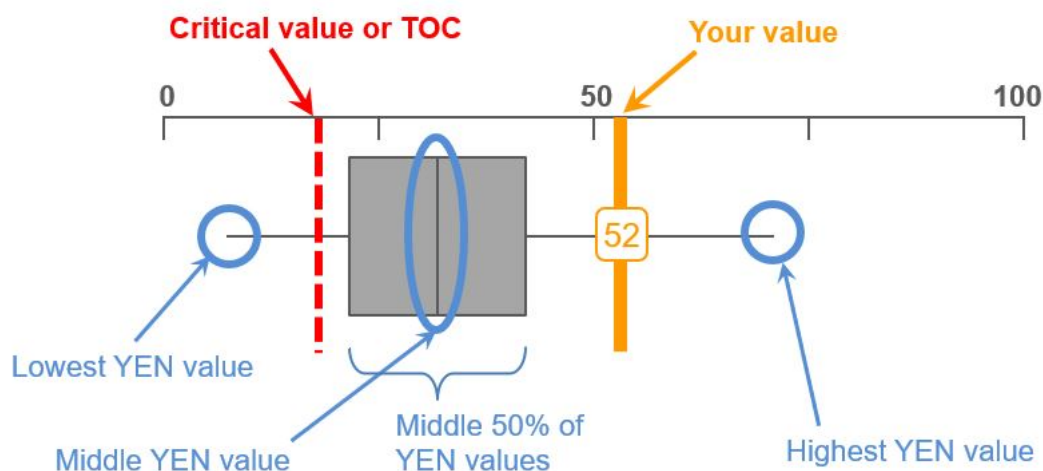 Critical value or TOC
Your value
0
50
100
52
Lowest YEN value
Middle YEN value
Middle 50% of
YEN values
Highest YEN value